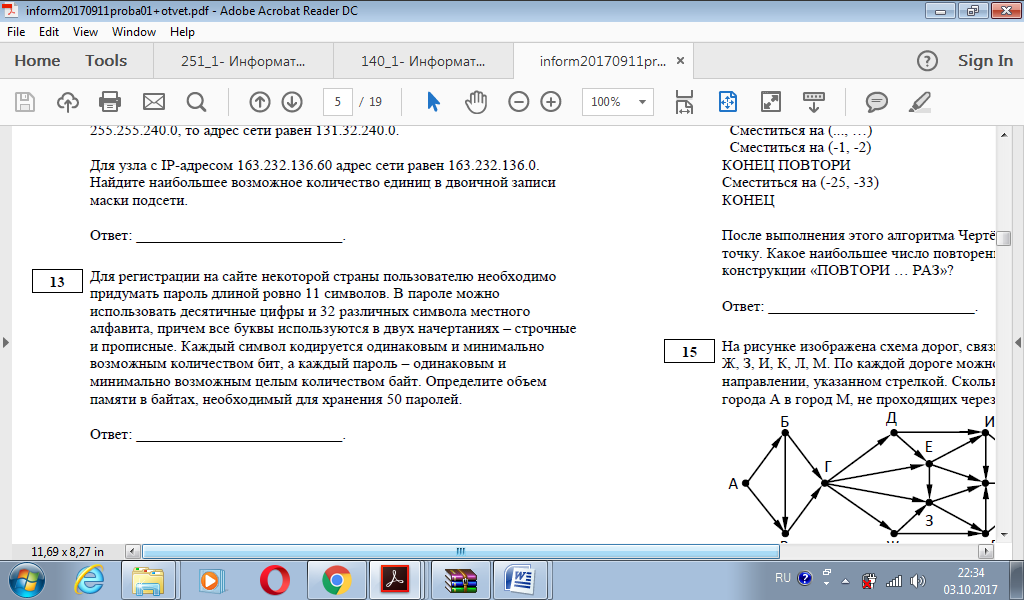 inform20170911proba01+otvet.pdf - Adobe Acrobat Reader DC
File Edit View Window Help
Home Tools 251_1- Информат... 140_1- Информат... inform20170911pr... × Sign In
5 / 19 100%
255.255.240.0, то адрес сети равен 131.32.240.0.
Для узла с IP-адресом 163.232.136.60 адрес сети равен 163.232.136.0.
Найдите наибольшее возможное количество единиц в двоичной записи
маски подсети.
Ответ: ____________________________.
13
Для регистрации на сайте некоторой страны пользователю необходимо
придумать пароль длиной ровно 11 символов. В пароле можно
использовать десятичные цифры и 32 различных символа местного
алфавита, причем все буквы используются в двух начертаниях – строчные
и прописные. Каждый символ кодируется одинаковым и минимально
возможным количеством бит, а каждый пароль – одинаковым и
минимально возможным целым количеством байт. Определите объем
памяти в байтах, необходимый для хранения 50 паролей.
Ответ: ____________________________.
Сместиться на (..., …)
Сместиться на (-1, -2)
КОНЕЦ ПОВТОРИ
Сместиться на (-25, -33)
КОНЕЦ
После выполнения этого алгоритма Чертё
точку. Какое наибольшее число повторен
конструкции «ПОВТОРИ … РАЗ»?
Ответ: ____________________________.
15
На рисунке изображена схема дорог, связ
Ж, З, И, К, Л, М. По каждой дороге можно
направлении, указанном стрелкой. Скольк
города А в город М, не проходящих через
Б
Д
И
Е
Г
А
З
11,69 x 8,27 in
RU
22:34
03.10.2017